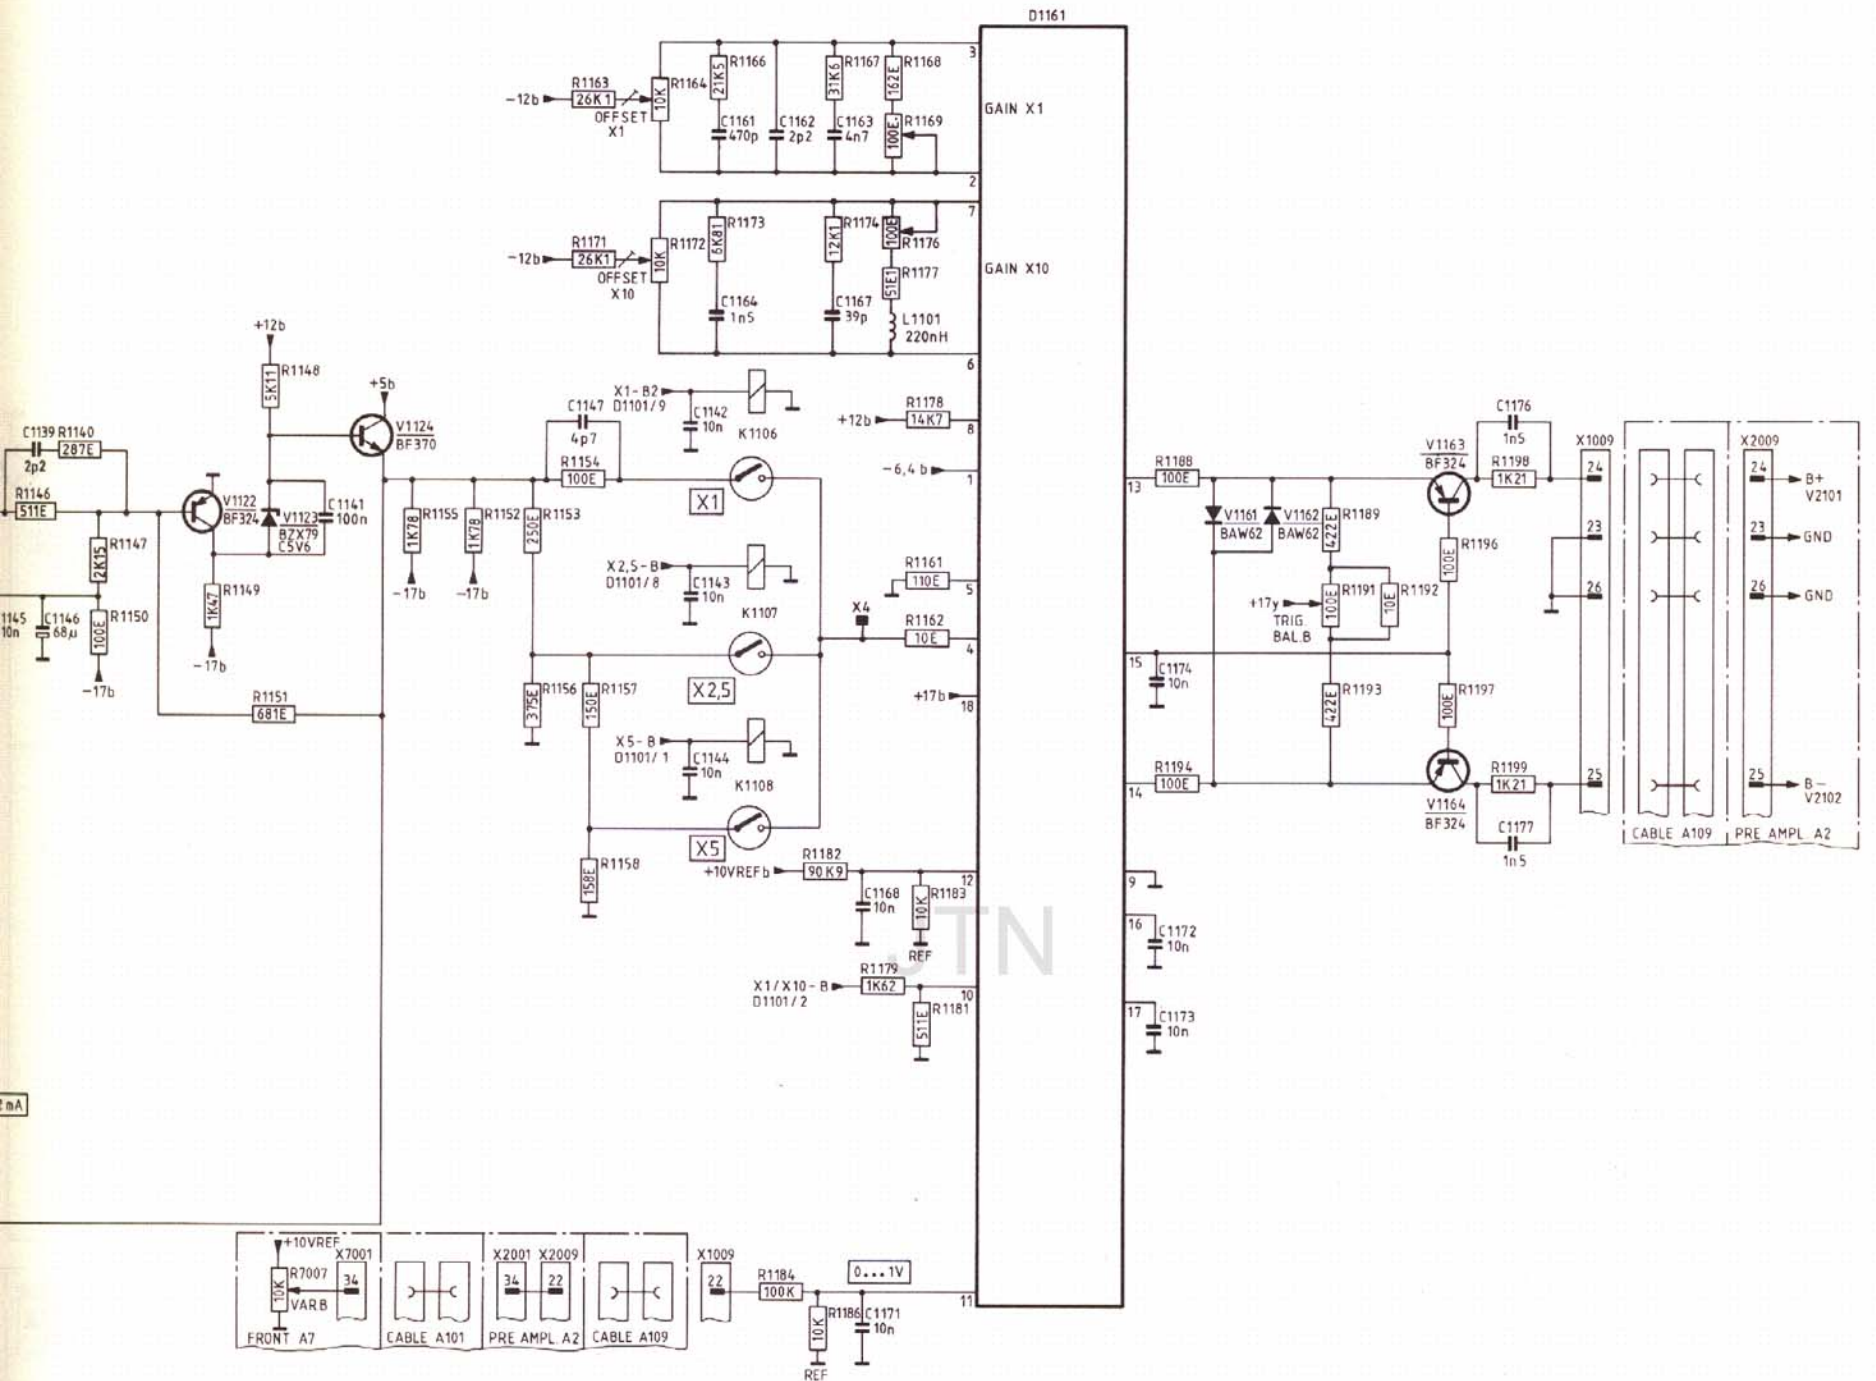 D1161
3
R1166
21K5
R1167
31K6
R1168
162E
R1163
26K1
-12b
OFFSET
X1
R1164
10K
GAIN X1
C1161
470p
C1162
2p2
C1163
4n7
R1169
100E
2
7
R1173
6K81
R1174
12K1
100E
R1176
R1171
26K1
-12b
OFFSET
X10
R1172
10K
GAIN X10
R1177
51E1
C1164
1n5
C1167
39p
L1101
220nH
6
+12b
R1148
5K11
+5b
V1124
BF370
X1-B2
D1101/9
C1142
10n
K1106
R1178
14K7
+12b
8
C1147
4p7
R1154
100E
X1
-6,4 b
1
C1139
2p2
R1140
287E
R1146
511E
V1122
BF324
V1123
BZX79
C5V6
C1141
100n
R1155
1K78
-17b
R1152
1K78
-17b
R1153
250E
R1147
2K15
R1149
1K47
-17b
1145
10n
C1146
68µ
R1150
100E
-17b
R1151
681E
X2,5-B
D1101/8
C1143
10n
K1107
X2,5
R1161
110E
5
X4
R1162
10E
4
+17b
18
R1156
375E
R1157
150E
X5-B
D1101/1
C1144
10n
K1108
X5
R1158
158E
R1182
90K9
+10VREFb
12
C1168
10n
R1183
10K
REF
JTN
R1179
1K62
X1/X10-B
D1101/2
10
R1181
511E
13
R1188
100E
V1161
BAW62
V1162
BAW62
R1189
422E
V1163
BF324
C1176
1n5
R1198
1K21
R1196
100E
+17y
TRIG.
BAL.B
R1191
100E
R1192
10E
15
C1174
10n
R1193
422E
R1197
100E
14
R1194
100E
V1164
BF324
R1199
1K21
C1177
1n5
X1009
24
23
26
25
CABLE A109
X2009
24
B+
V2101
23
GND
26
GND
25
B-
V2102
PRE AMPL. A2
9
16
C1172
10n
17
C1173
10n
mA
+10VREF
R7007
10K
VAR.B
X7001
34
FRONT A7
CABLE A101
X2001 X2009
34 22
PRE AMPL. A2
CABLE A109
X1009
22
R1184
100K
0...1V
11
R1186
10K
REF
C1171
10n